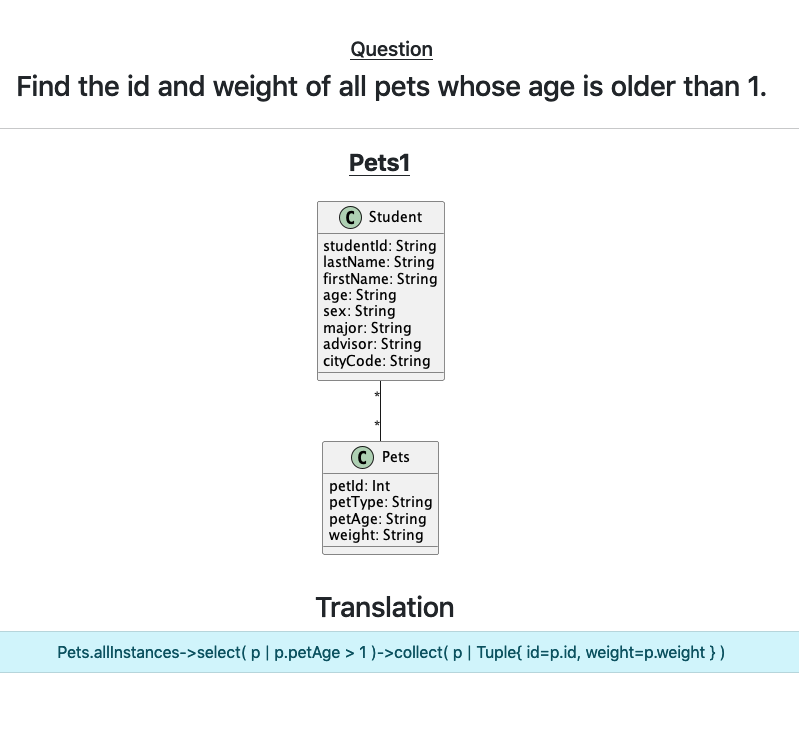 Question
Find the id and weight of all pets whose age is older than 1.
Pets1
C Student
studentId: String
lastName: String
firstName: String
age: String
sex: String
major: String
advisor: String
cityCode: String
*
*
C Pets
petId: Int
petType: String
petAge: String
weight: String
Translation
Pets.allInstances->select( p | p.petAge > 1 )->collect( p | Tuple{ id=p.id, weight=p.weight } )